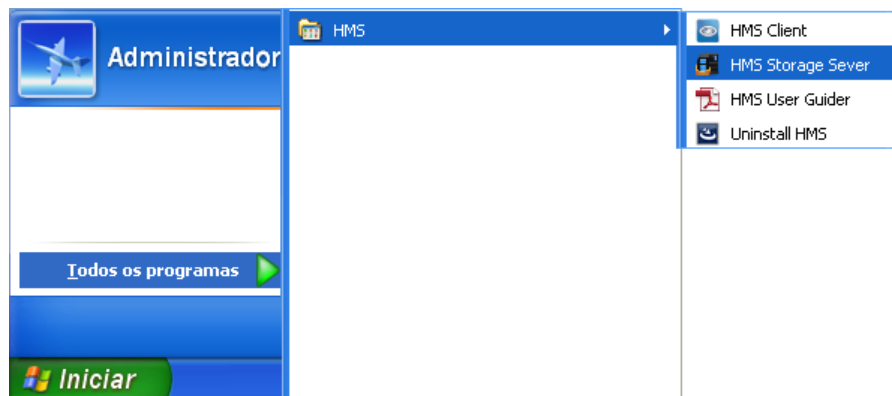 Administrador
Todos os programas
Iniciar
HMS
HMS Client
HMS Storage Sever
HMS User Guider
Uninstall HMS